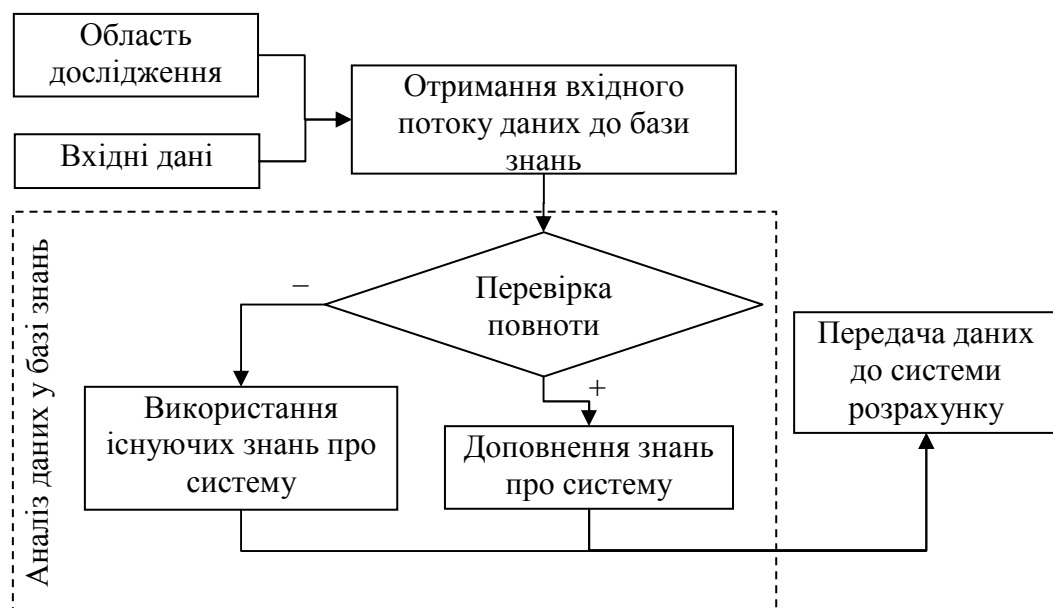 Область
дослідження
Вхідні дані
Отримання вхідного
потоку даних до бази
знань
Аналіз даних у базі знань
Перевірка
повноти
–
+
Використання
існуючих знань про
систему
Доповнення знань
про систему
Передача даних
до системи
розрахунку